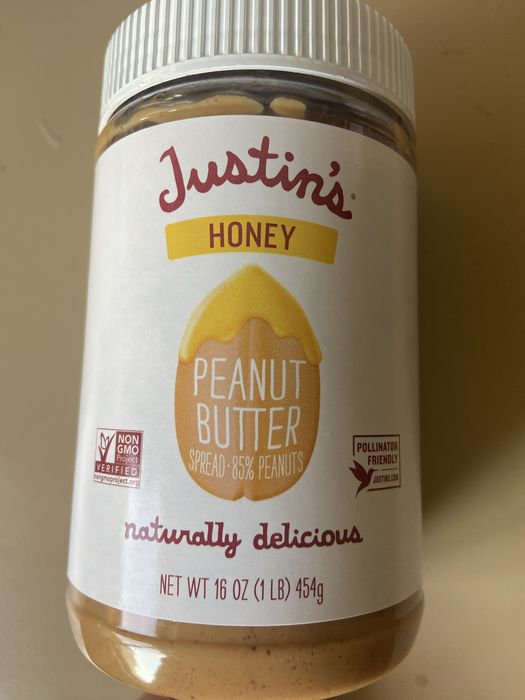 Justin's®
HONEY
PEANUT
BUTTER
SPREAD·85% PEANUTS
NON
GMO
Project
VERIFIED
nongmoproject.org
POLLINATOR
FRIENDLY
JUSTINS.COM
naturally delicious
NET WT 16 OZ (1 LB) 454g